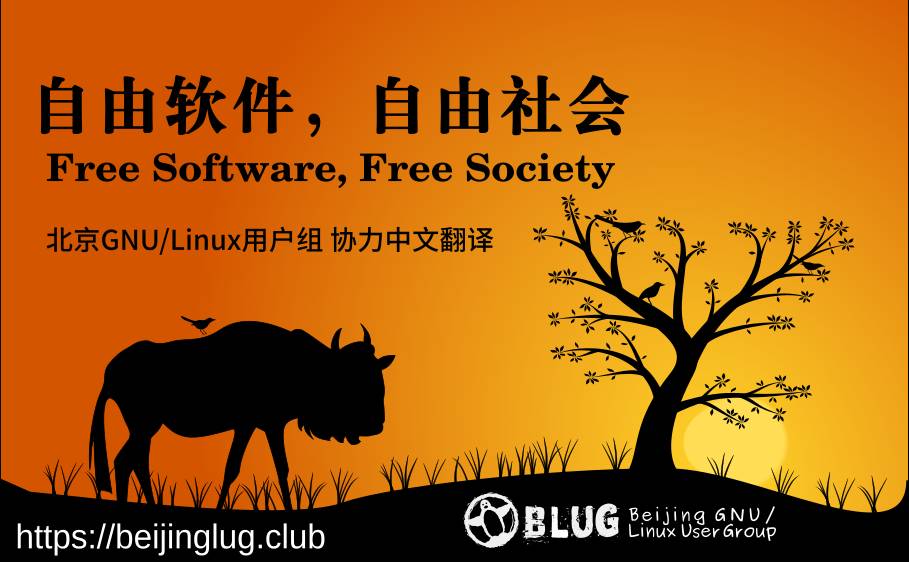 自由软件，自由社会
Free Software, Free Society
北京GNU/Linux用户组 协力中文翻译
https://beijinglug.club
BLUG
Beijing GNU/
Linux User Group